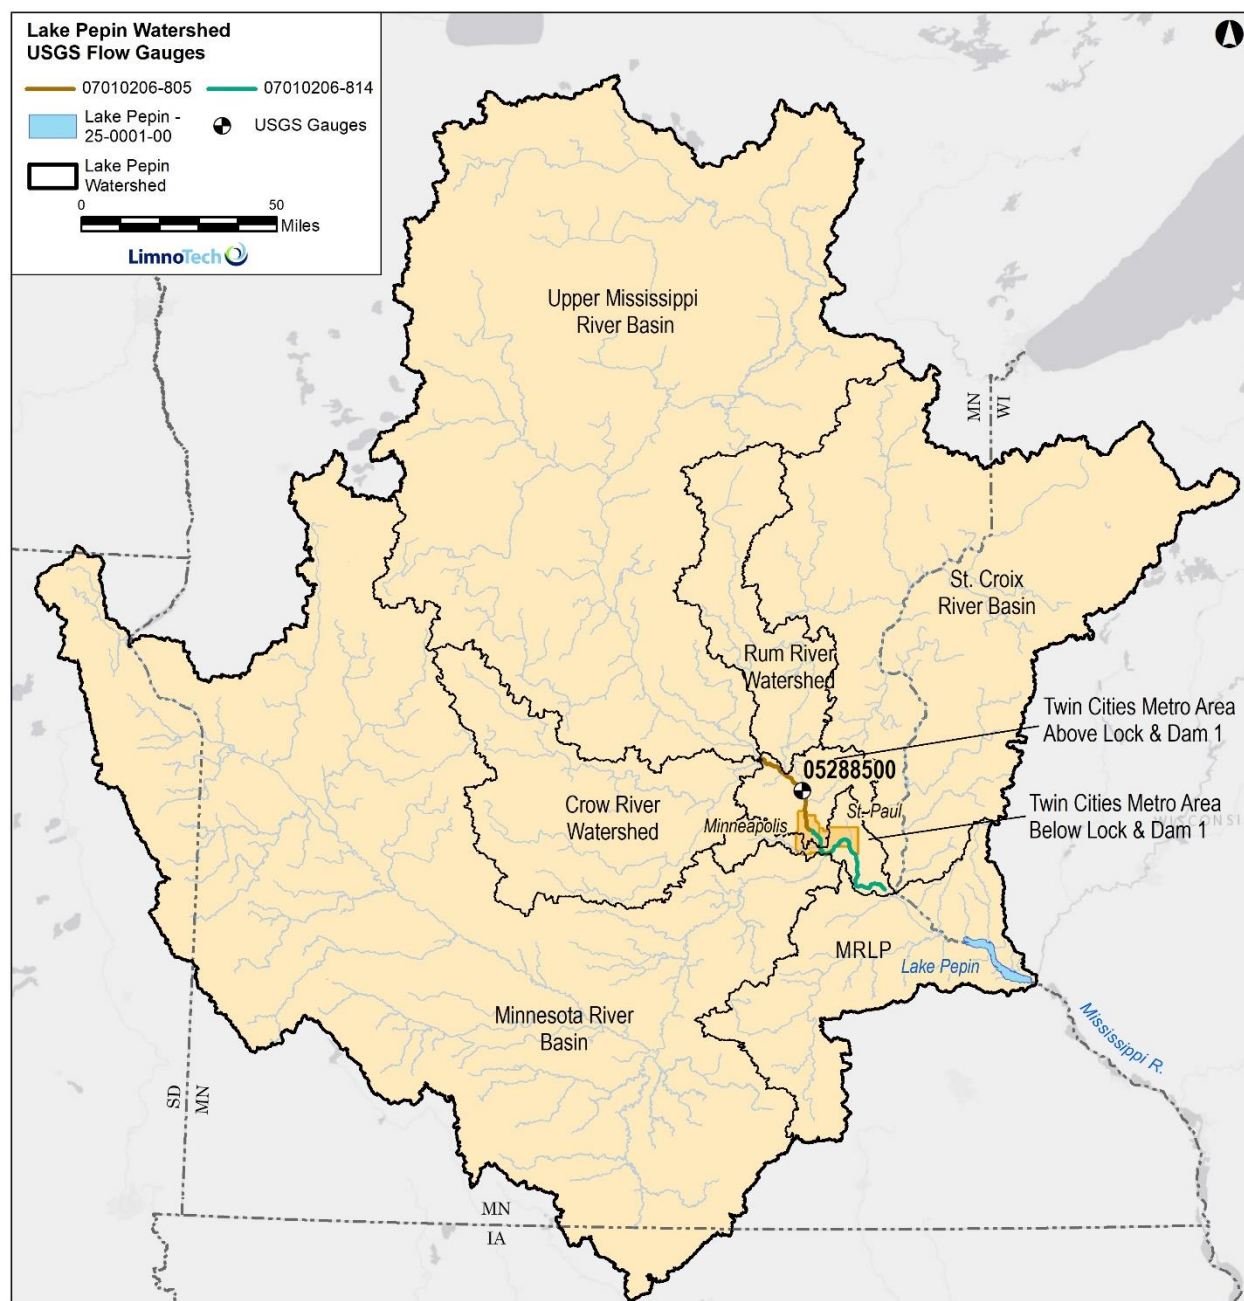 Lake Pepin Watershed
USGS Flow Gauges
07010206-805
07010206-814
Lake Pepin -
25-0001-00
USGS Gauges
Lake Pepin
Watershed
0
50
Miles
LimnoTech
Upper Mississippi
River Basin
MN
WI
St. Croix
River Basin
Rum River
Watershed
Twin Cities Metro Area
Above Lock & Dam 1
05288500
Crow River
Watershed
Minneapolis
St. Paul
Twin Cities Metro Area
Below Lock & Dam 1
WISCONSI
MRLP
Lake Pepin
Minnesota River
Basin
Mississippi R.
SD
MN
MN
IA